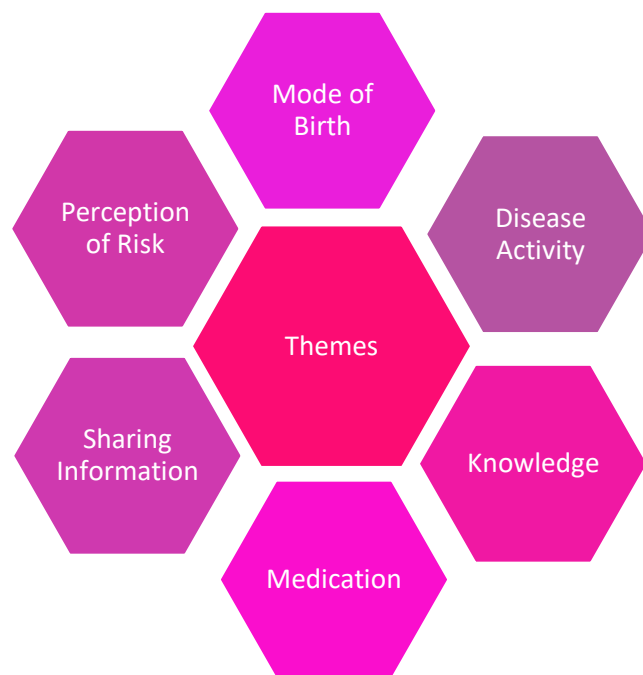 Mode of
Birth
Perception
of Risk
Disease
Activity
Themes
Sharing
Information
Knowledge
Medication